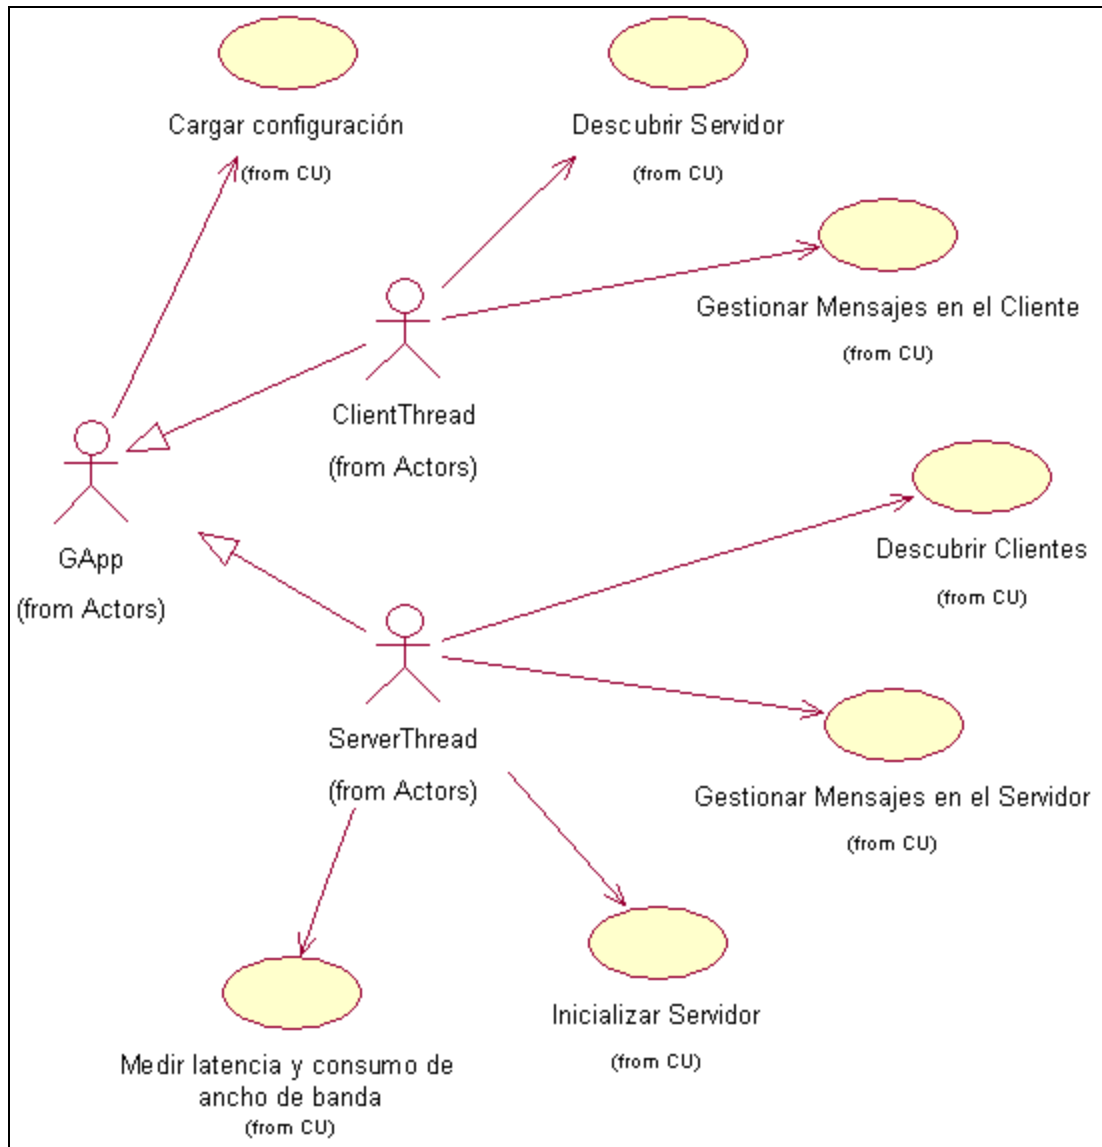 Cargar configuración
(from CU)
Descubrir Servidor
(from CU)
Gestionar Mensajes en el Cliente
(from CU)
ClientThread
(from Actors)
GApp
(from Actors)
Descubrir Clientes
(from CU)
ServerThread
(from Actors)
Gestionar Mensajes en el Servidor
(from CU)
Inicializar Servidor
(from CU)
Medir latencia y consumo de
ancho de banda
(from CU)